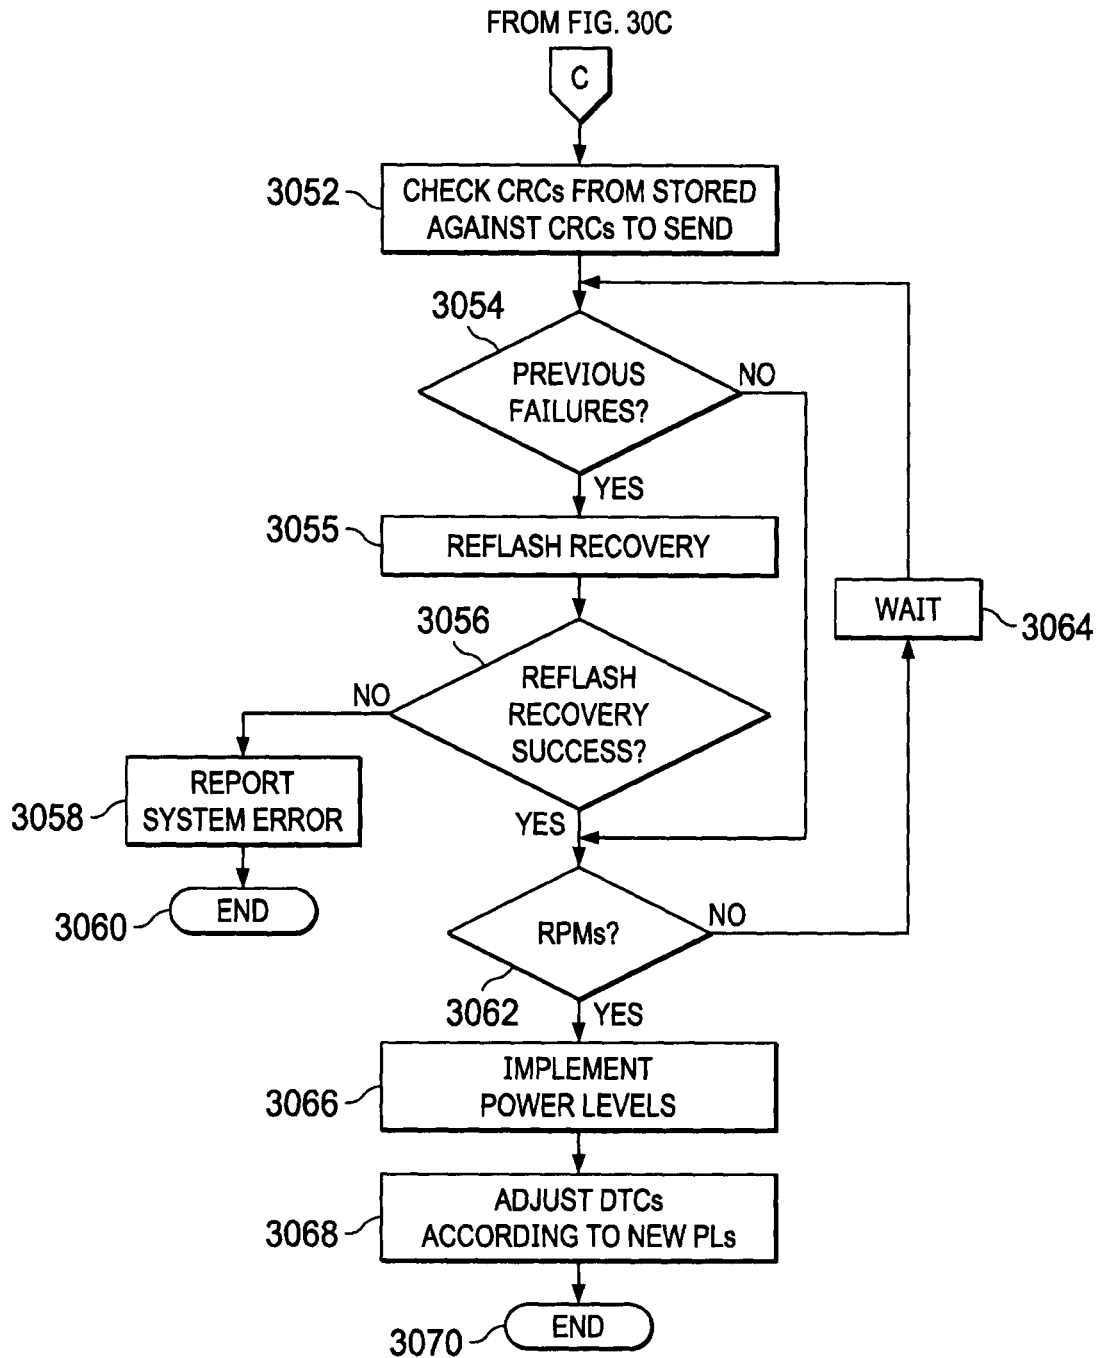 FROM FIG. 30C
C
3052
CHECK CRCs FROM STORED
AGAINST CRCs TO SEND
3054
PREVIOUS
FAILURES?
NO
YES
3055
REFLASH RECOVERY
WAIT
3064
3056
REFLASH
RECOVERY
SUCCESS?
NO
YES
3058
REPORT
SYSTEM ERROR
3060
END
RPMs?
NO
3062
YES
3066
IMPLEMENT
POWER LEVELS
3068
ADJUST DTCs
ACCORDING TO NEW PLs
3070
END